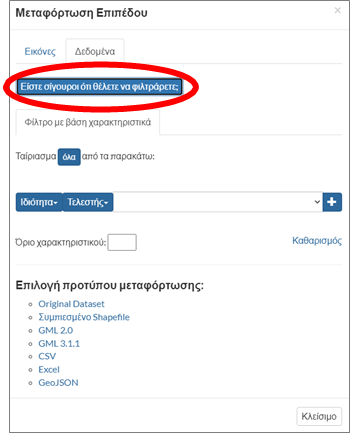 Μεταφόρτωση Επιπέδου ×
Εικόνες Δεδομένα
Είστε σίγουροι ότι θέλετε να φιλτράρετε;
Φίλτρο με βάση χαρακτηριστικά
Ταίριασμα όλα από τα παρακάτω:
Ιδιότητα Τελεστής +
Όριο χαρακτηριστικού: Καθαρισμός
Επιλογή προτύπου μεταφόρτωσης:
Original Dataset
Συμπεσμένο Shapefile
GML 2.0
GML 3.1.1
CSV
Excel
GeoJSON
Κλείσιμο